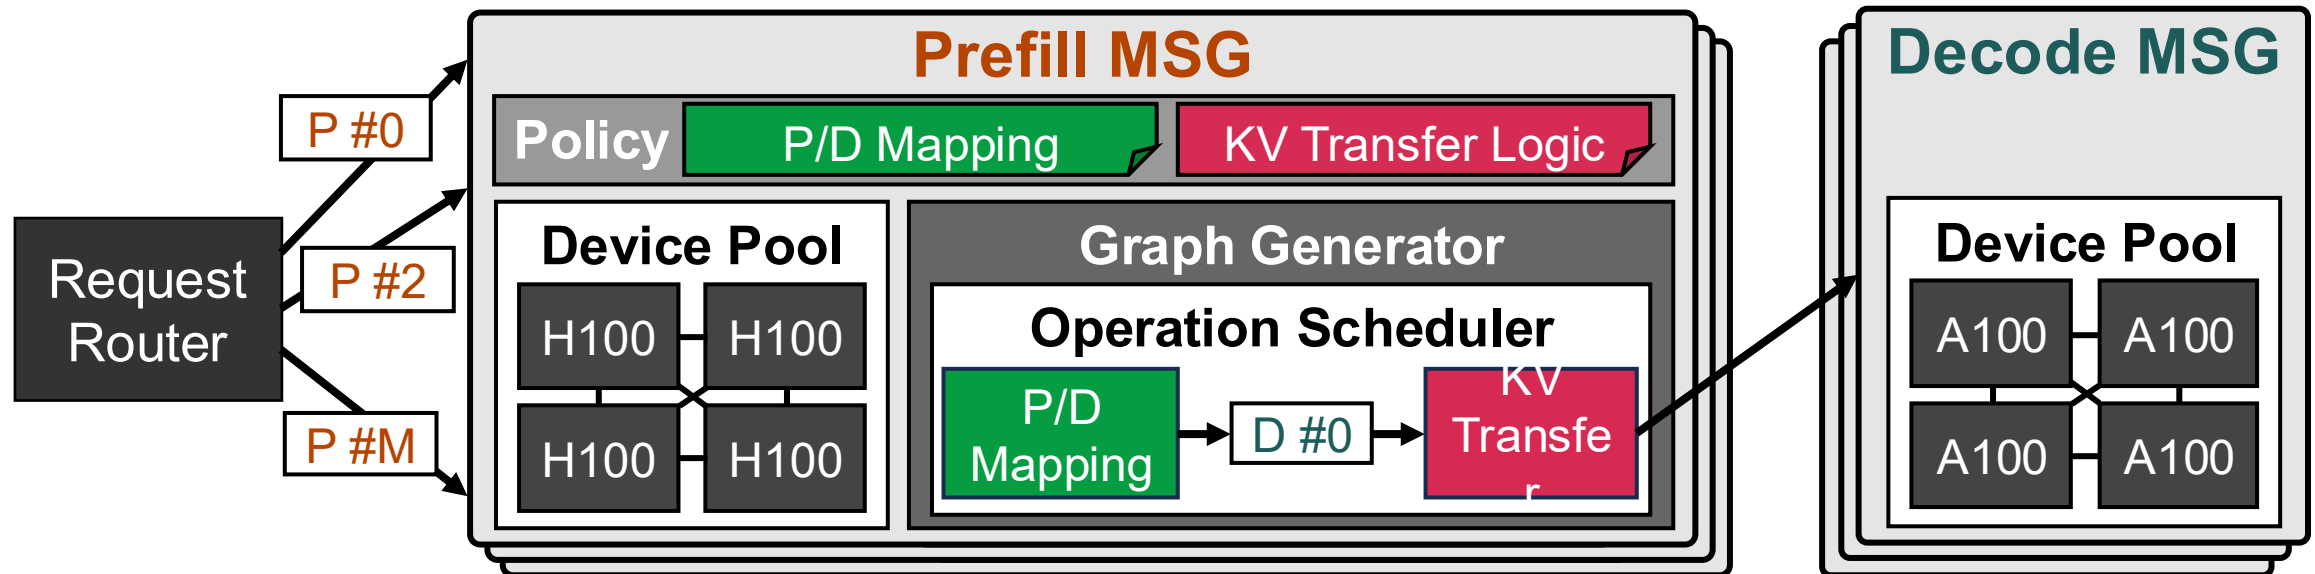 Prefill MSG
Decode MSG
P #0
Policy
P/D Mapping
KV Transfer Logic
Request
Router
P #2
P #M
Device Pool
H100 H100
H100 H100
Graph Generator
Operation Scheduler
P/D
Mapping
D #0
KV
Transfe
r
Device Pool
A100 A100
A100 A100